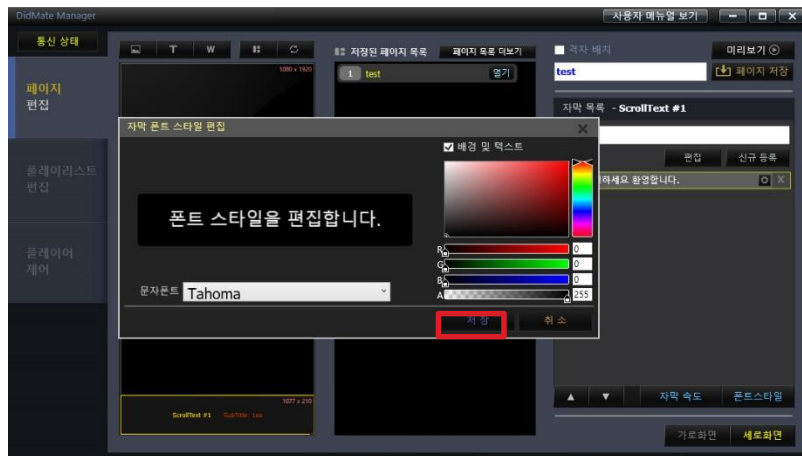 DidMate Manager
사용자 메뉴얼 보기
통신 상태
T W
저장된 페이지 목록
페이지 목록 더보기
격자 배치
미리보기
1080 x 1920
1 test
열기
test
페이지 저장
페이지
편집
자막 목록 - ScrollText #1
자막 폰트 스타일 편집
X
배경 및 텍스트
편집
신규 등록
플레이리스트
편집
하세요 환영합니다.
X
폰트 스타일을 편집합니다.
플레이어
제어
R 0
G 0
B 0
A 255
문자폰트
Tahoma
저 장
취 소
자막 속도
폰트스타일
1077 x 210
ScrollText #1
가로화면
세로화면